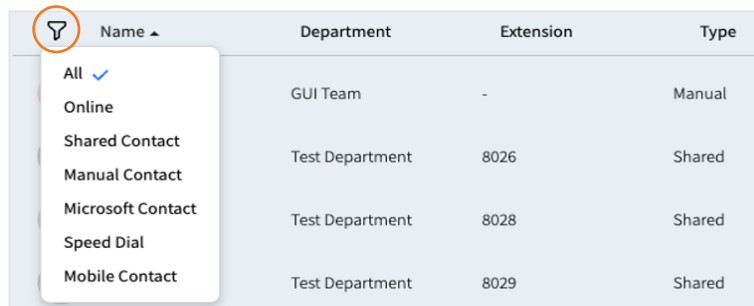 Name Department Extension Type
All
Online
GUI Team - Manual
Shared Contact
Test Department 8026 Shared
Manual Contact
Microsoft Contact
Test Department 8028 Shared
Speed Dial
Mobile Contact
Test Department 8029 Shared